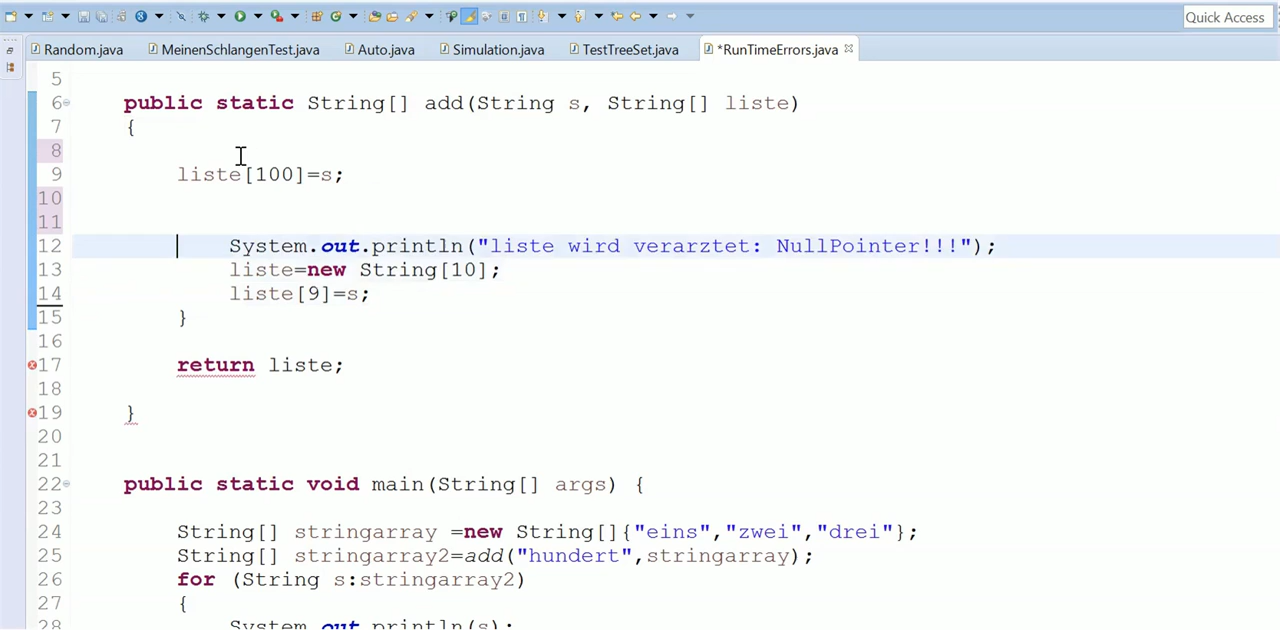 Quick Access
Random.java MeinenSchlangenTest.java Auto.java Simulation.java TestTreeSet.java *RunTimeErrors.java
5
6 public static String[] add(String s, String[] liste)
7 {
8
9 liste[100]=s;
10
11
12 System.out.println("liste wird verarztet: NullPointer!!!");
13 liste=new String[10];
14 liste[9]=s;
15 }
16
17 return liste;
18
19 }
20
21
22 public static void main(String[] args) {
23
24 String[] stringarray =new String[]{"eins","zwei","drei"};
25 String[] stringarray2=add("hundert",stringarray);
26 for (String s:stringarray2)
27 {
28 System.out.println(s);